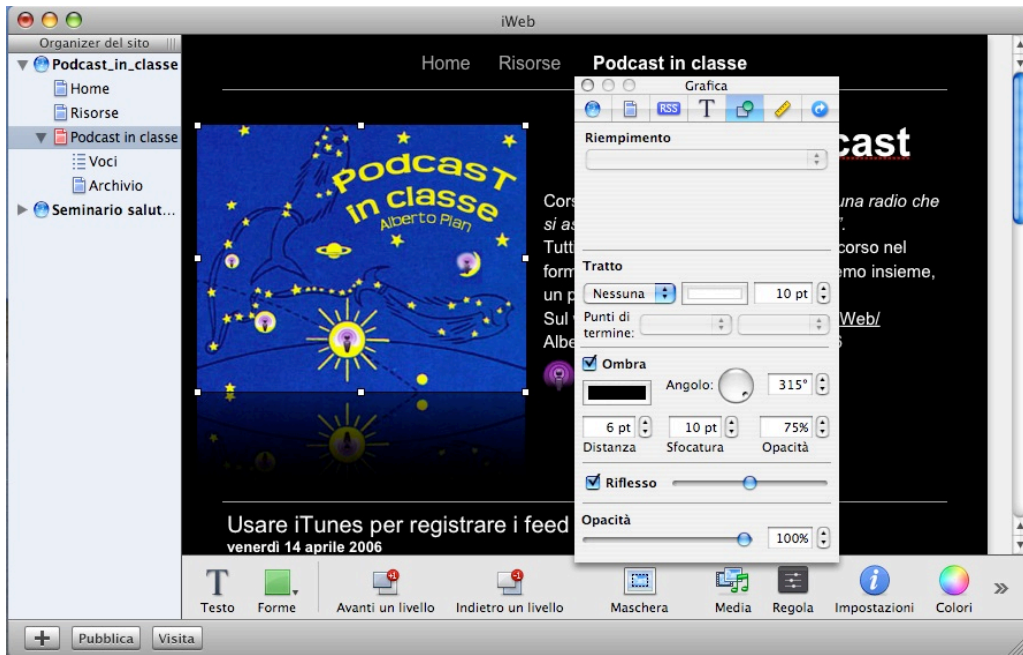 iWeb
Organizer del sito
Podcast_in_classe
Home
Risorse
Podcast in classe
Voci
Archivio
Seminario salut...
Home Risorse Podcast in classe
PodcasT
in classe
Alberto Pian
cast
Cors
una radio che
si as
".
Tutt
corso nel
form
emo insieme,
un p
Sul
Web/
Albe
6
Usare iTunes per registrare i feed
venerdì 14 aprile 2006
Grafica
RSS T
Riempimento
Tratto
Nessuna 10 pt
Punti di
termine:
Ombra
Angolo: 315°
6 pt 10 pt 75%
Distanza Sfocatura Opacità
Riflesso
Opacità
100%
T +1 +1 i
Testo Forme Avanti un livello Indietro un livello Maschera Media Regola Impostazioni Colori »
+ Pubblica Visita